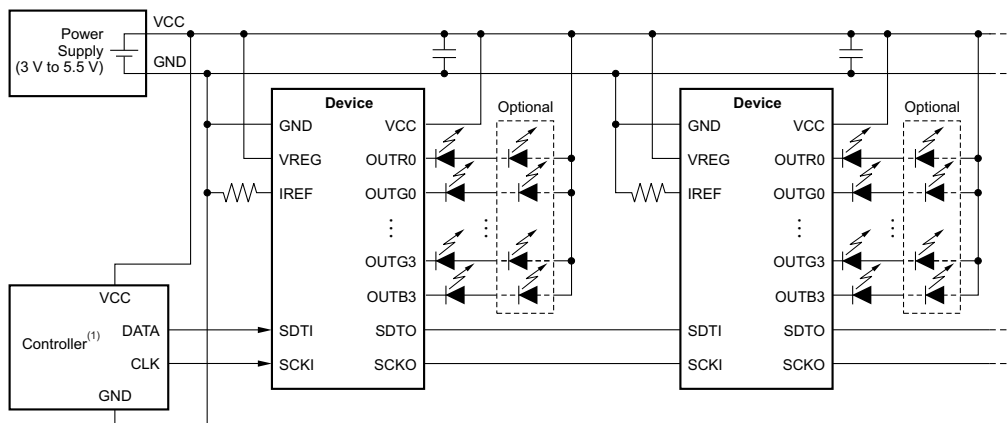 VCC
Power
Supply
(3 V to 5.5 V)
GND
Device
GND
VCC
VREG
OUTR0
IREF
OUTG0
OUTG3
OUTB3
SDTI
SDTO
SCKI
SCKO
Optional
Device
GND
VCC
VREG
OUTR0
IREF
OUTG0
OUTG3
OUTB3
SDTI
SDTO
SCKI
SCKO
Optional
VCC
DATA
Controller(1)
CLK
GND